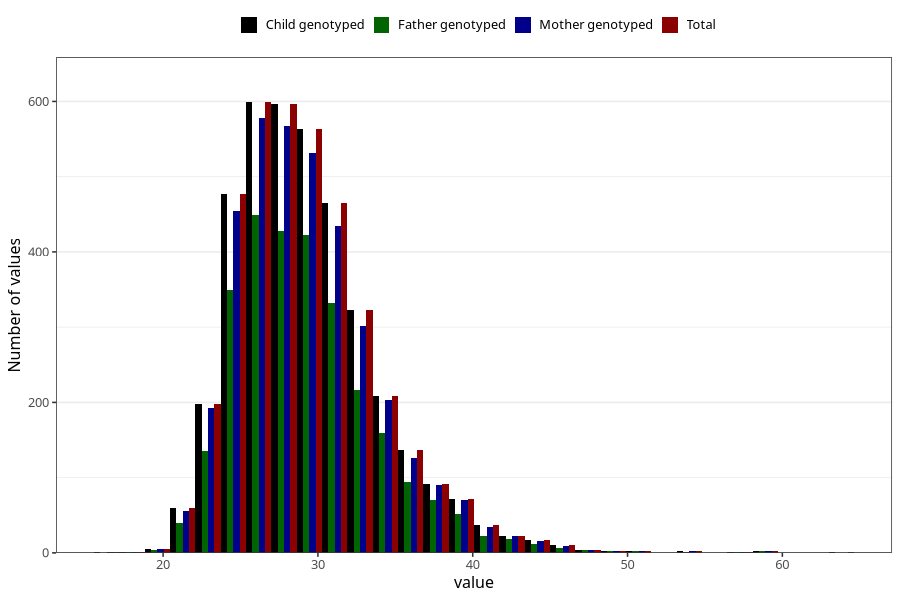 Child genotyped Father genotyped Mother genotyped Total
Number of values
600
400
200
0
20 30 40 50 60
value